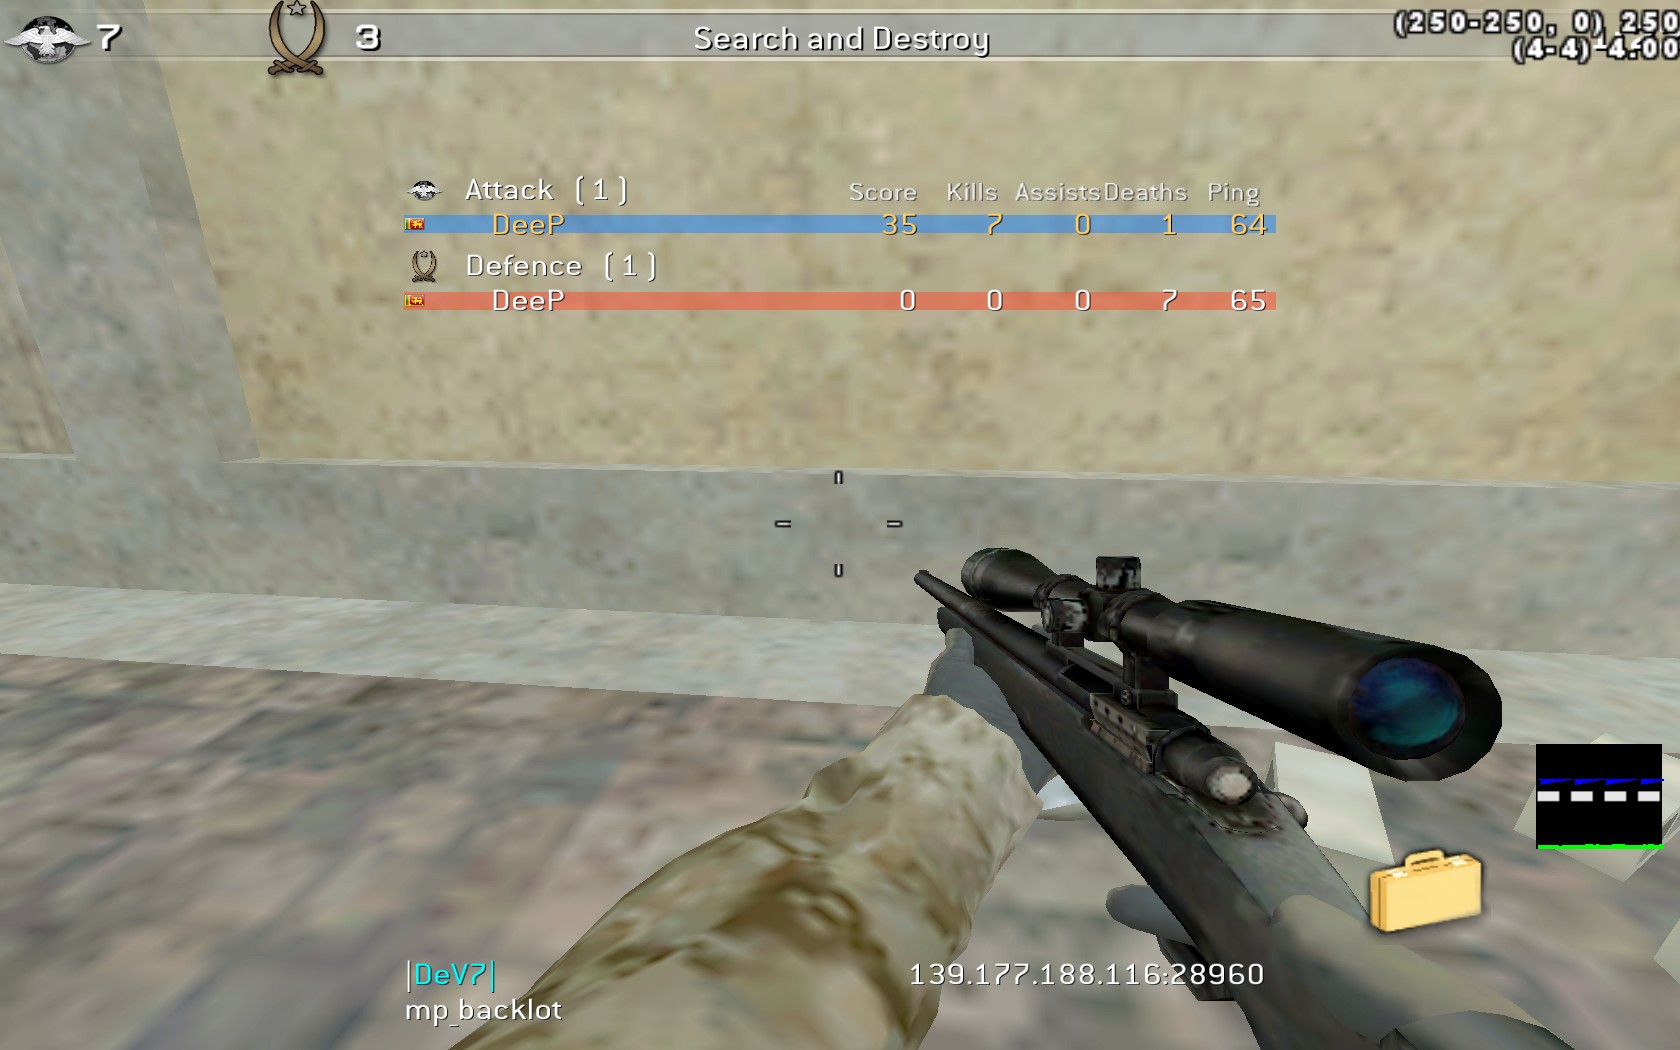 7 3 Search and Destroy (250-250, 0) 250
(4-4) 4.00
Attack (1) Score Kills Assists Deaths Ping
DeeP 35 7 0 1 64
Defence (1)
DeeP 0 0 0 7 65
|DeV7| 139.177.188.116:28960
mp_backlot